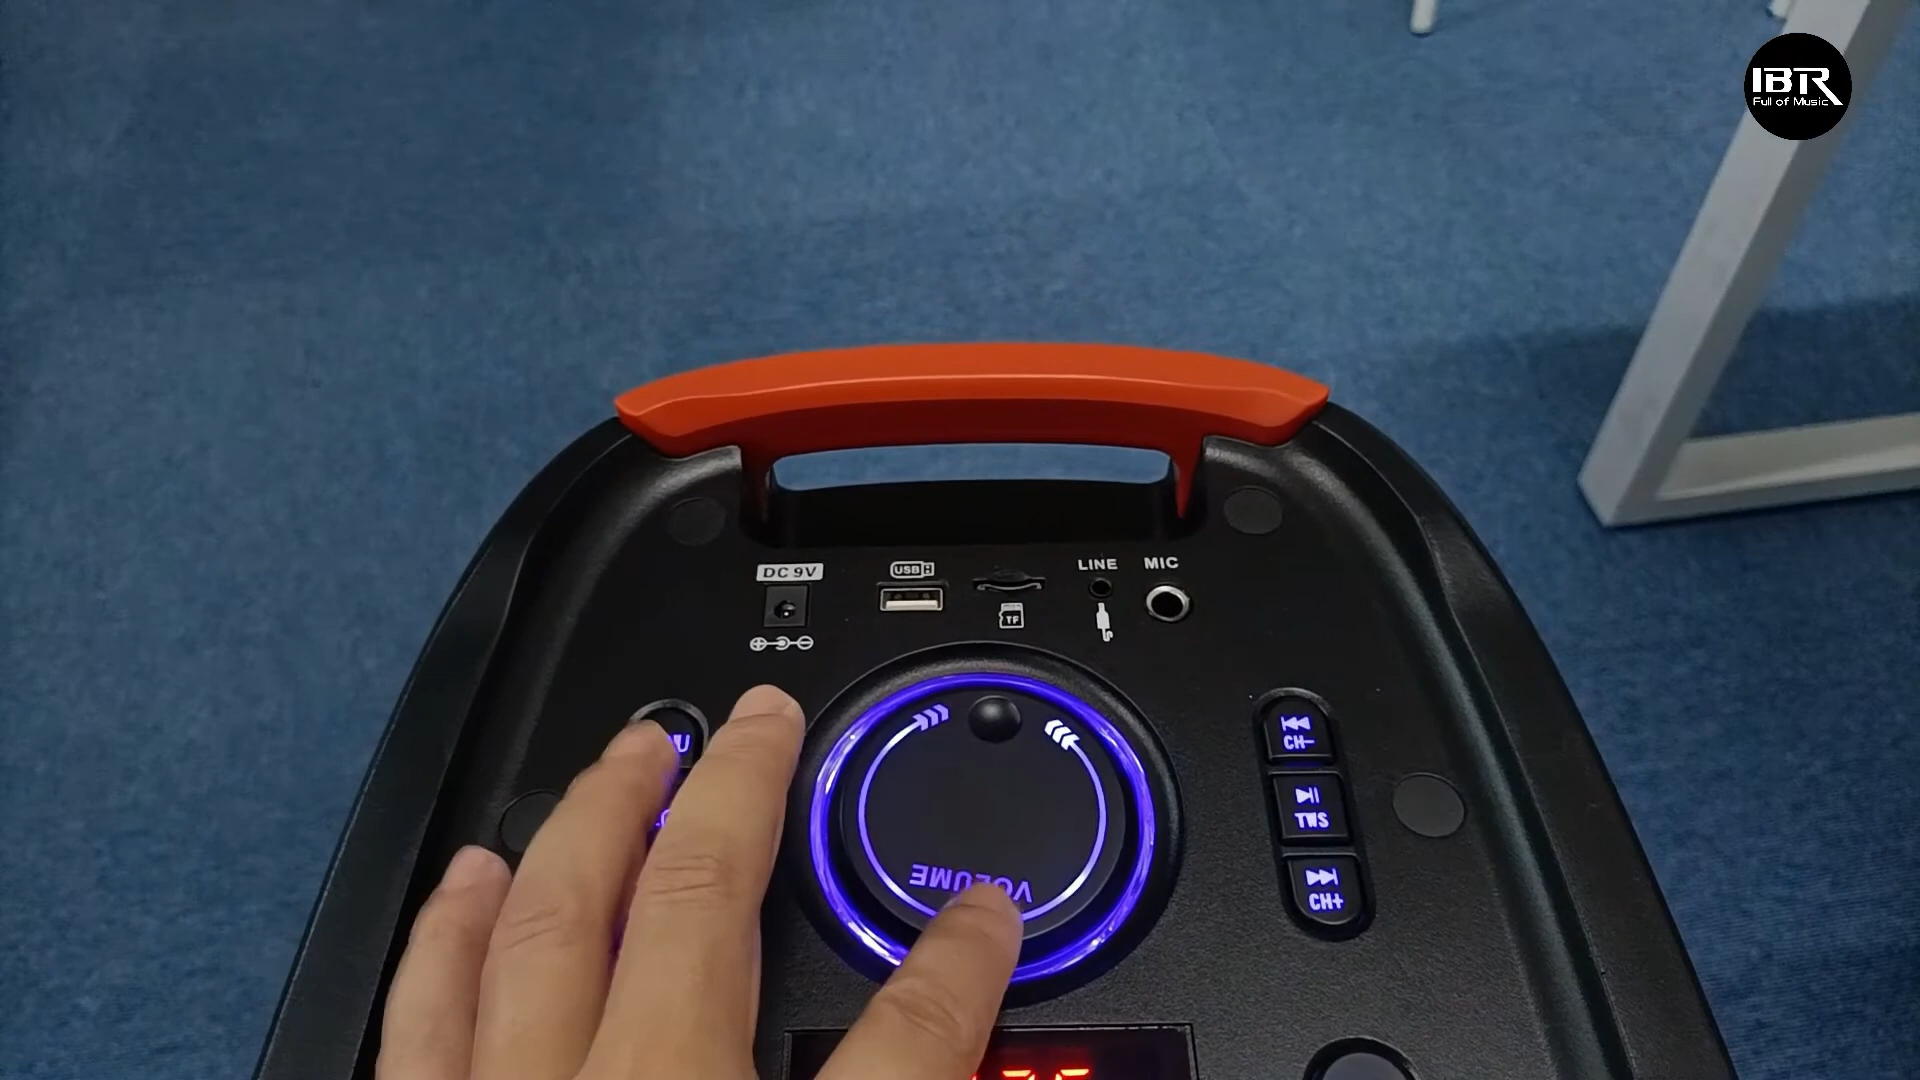 IBR
Full of Music
DC 9V
USB
LINE
MIC
TF
CH-
TWS
CH+
VOLUME